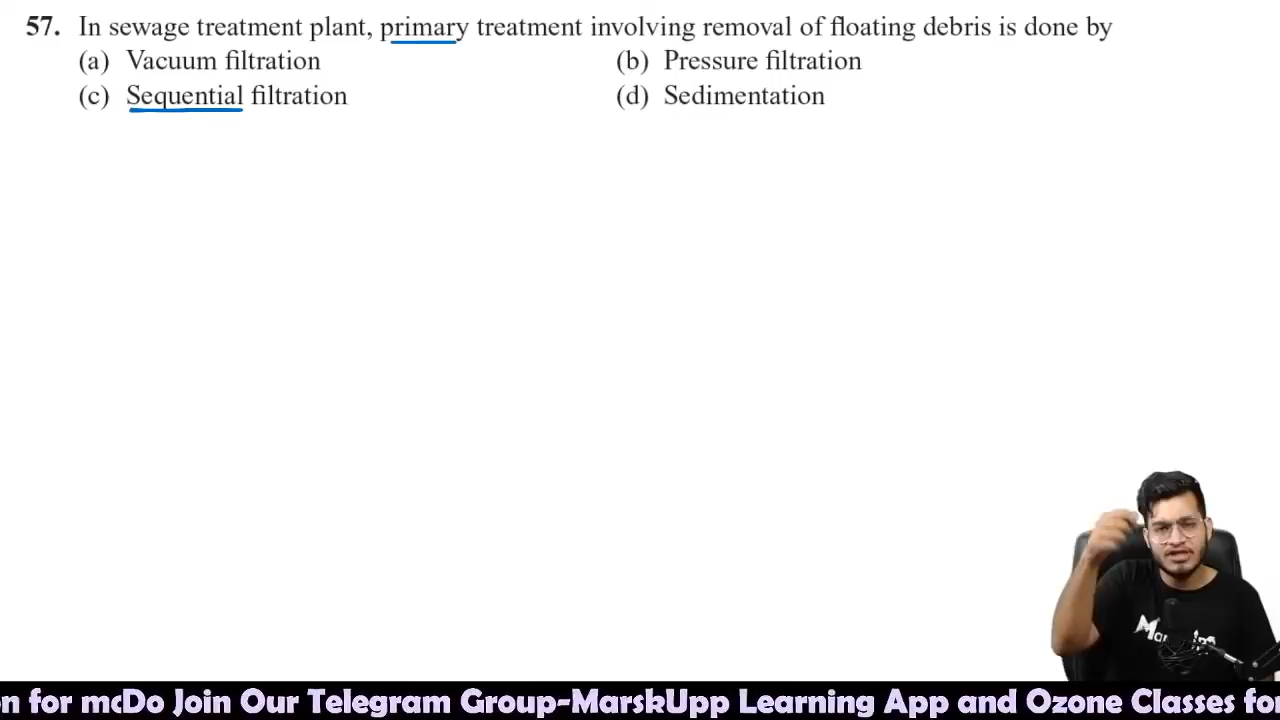 57. In sewage treatment plant, primary treatment involving removal of floating debris is done by
(a) Vacuum filtration (b) Pressure filtration
(c) Sequential filtration (d) Sedimentation
n for mcDo Join Our Telegram Group-MarskUpp Learning App and Ozone Classes for